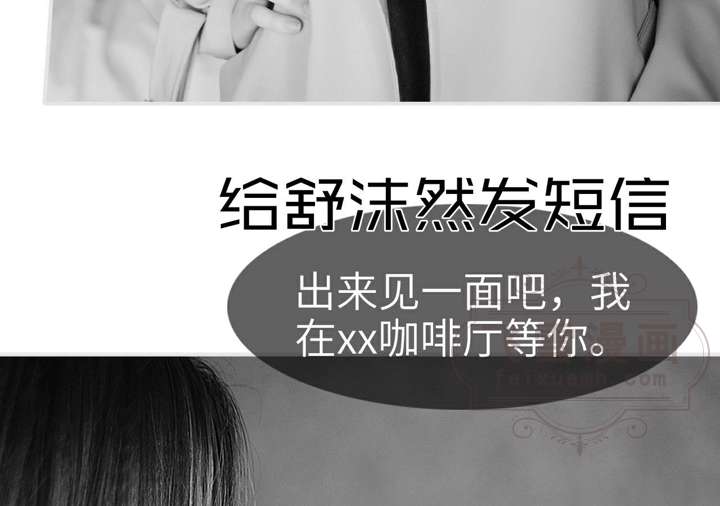 给舒沫然发短信
出来见一面吧，我
在xx咖啡厅等你。